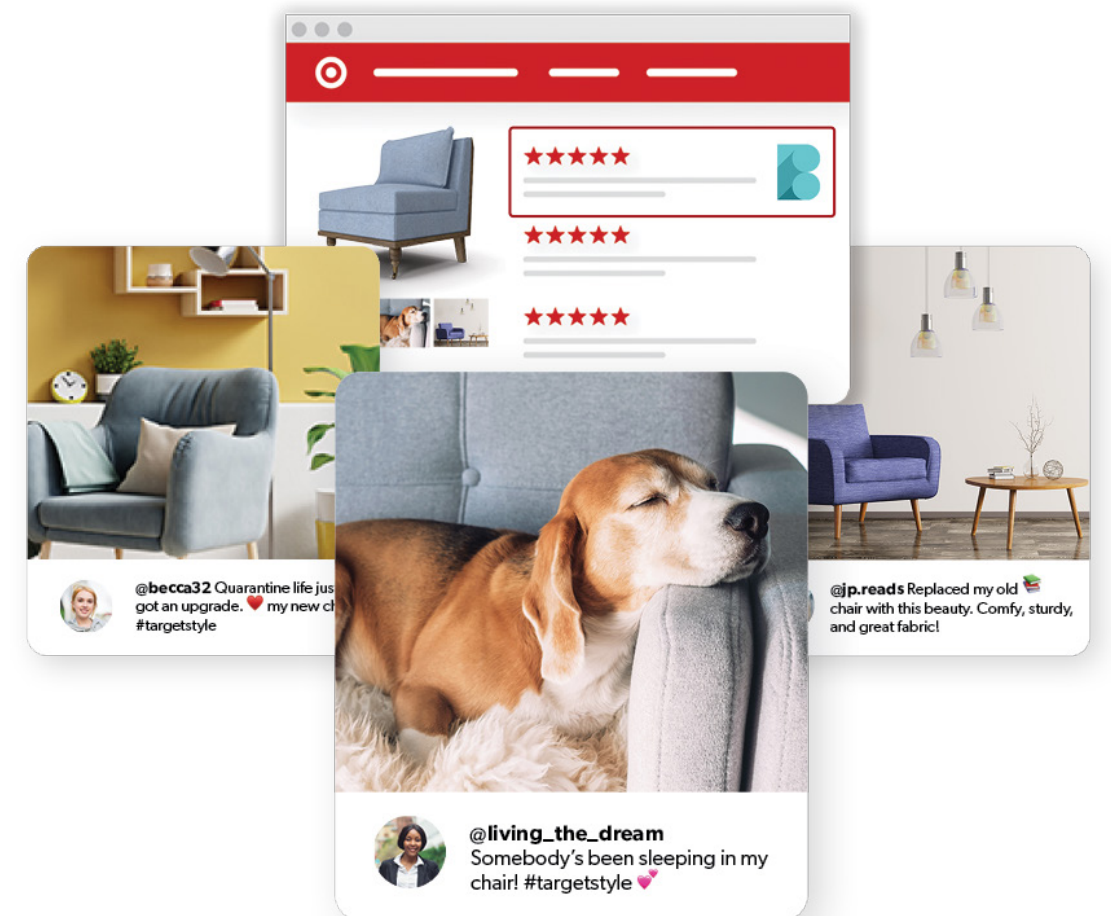 @becca32 Quarantine life jus
got an upgrade. ❤️ my new ch
#targetstyle
@jp.reads Replaced my old 📚
chair with this beauty. Comfy, sturdy,
and great fabric!
@living_the_dream
Somebody's been sleeping in my
chair! #targetstyle 💕